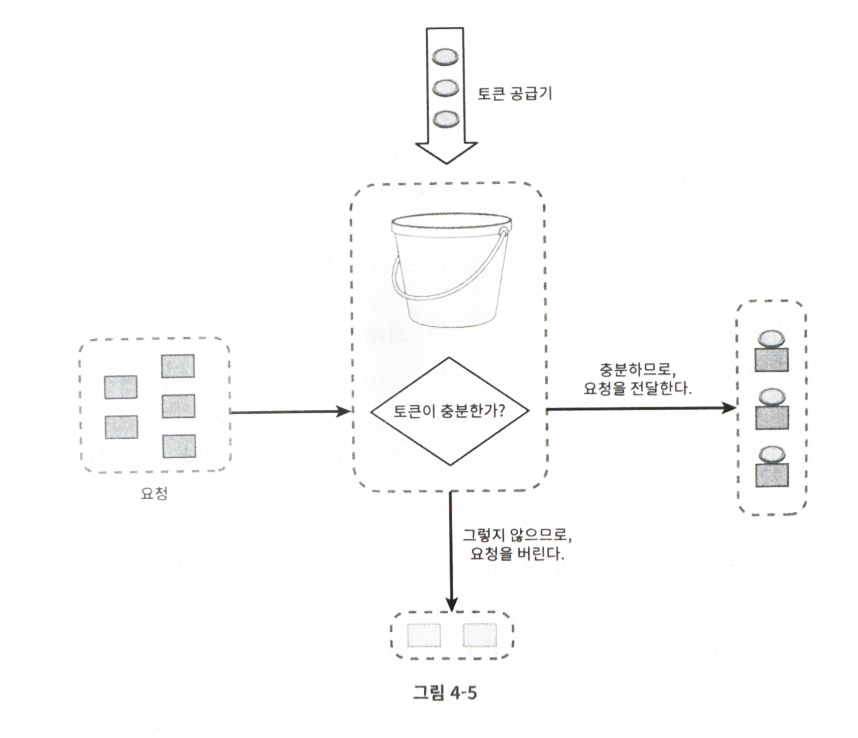 토큰 공급기
충분하므로,
요청을 전달한다.
토큰이 충분한가?
요청
그렇지 않으므로,
요청을 버린다.
그림 4-5